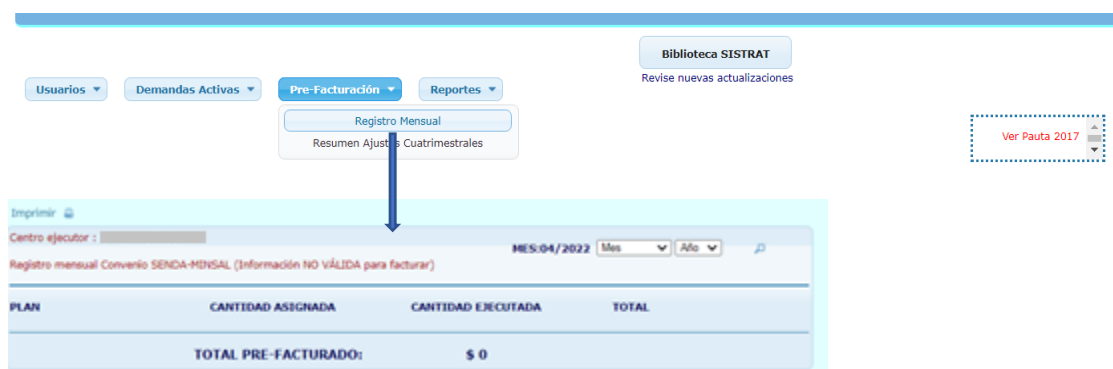 Biblioteca SISTRAT
Revise nuevas actualizaciones
Usuarios Demandas Activas Pre-Facturación Reportes
Registro Mensual
Resumen Ajustes Cuatrimestrales
Ver Pauta 2017
Imprimir
Centro ejecutor :
MES:04/2022 Mes Año
Registro mensual Convenio SENDA-MINSAL (Información NO VÁLIDA para facturar)
PLAN CANTIDAD ASIGNADA CANTIDAD EJECUTADA TOTAL
TOTAL PRE-FACTURADO: $ 0